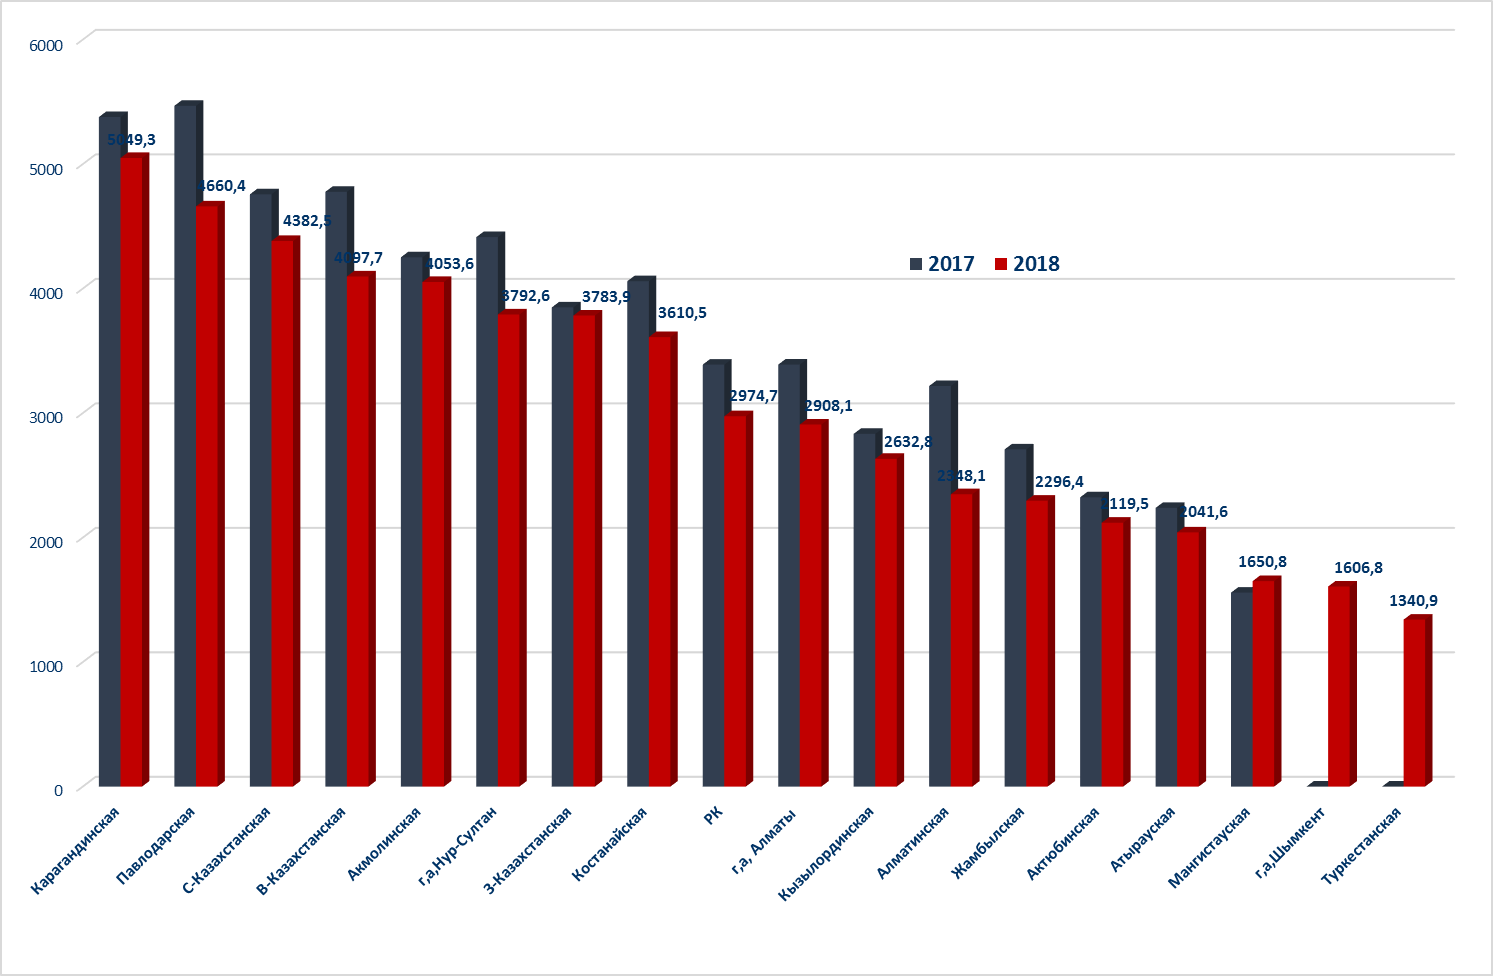 6000
5000
4000
3000
2000
1000
0
5049,3
4660,4
4382,5
4097,7
4053,6
3792,6
3783,9
3610,5
2974,7
2908,1
2632,8
2348,1
2296,4
2119,5
2041,6
1650,8
1606,8
1340,9
2017 2018
Карагандинская
Павлодарская
С-Казахстанская
В-Казахстанская
Акмолинская
г,а,Нур-Султан
З-Казахстанская
Костанайская
РК
г,а, Алматы
Кызылординская
Алматинская
Жамбылская
Актюбинская
Атырауская
Мангистауская
г,а,Шымкент
Туркестанская